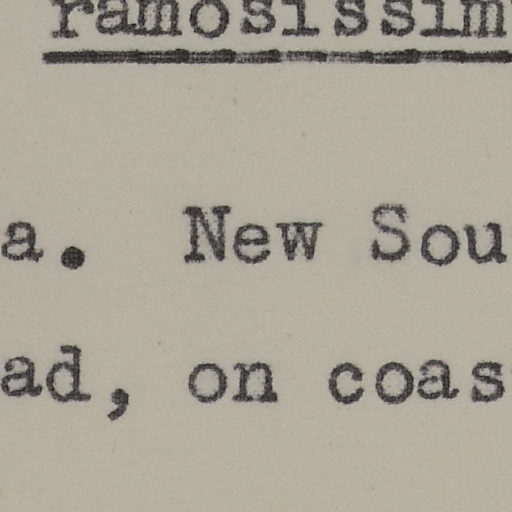 ramosissim
a. New Sou
ad, on coas